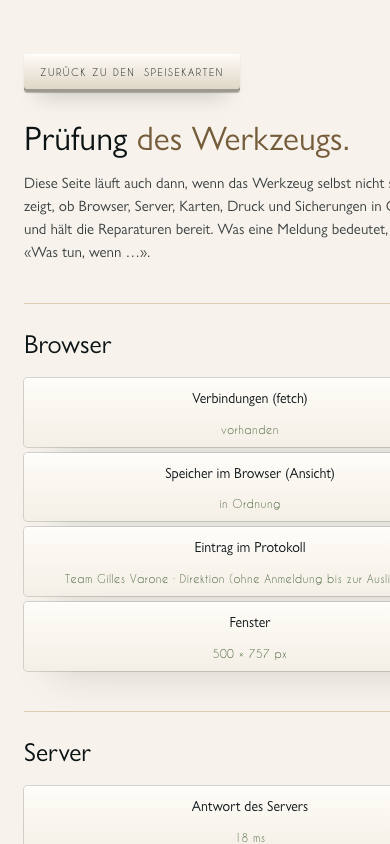 ZURÜCK ZU DEN SPEISEKARTEN
Prüfung des Werkzeugs.
Diese Seite läuft auch dann, wenn das Werkzeug selbst nicht
zeigt, ob Browser, Server, Karten, Druck und Sicherungen in
und hält die Reparaturen bereit. Was eine Meldung bedeutet,
«Was tun, wenn …».
Browser
Verbindungen (fetch)
vorhanden
Speicher im Browser (Ansicht)
in Ordnung
Eintrag im Protokoll
Team Gilles Varone · Direktion (ohne Anmeldung bis zur
Fenster
500 × 757 px
Server
Antwort des Servers
18 ms